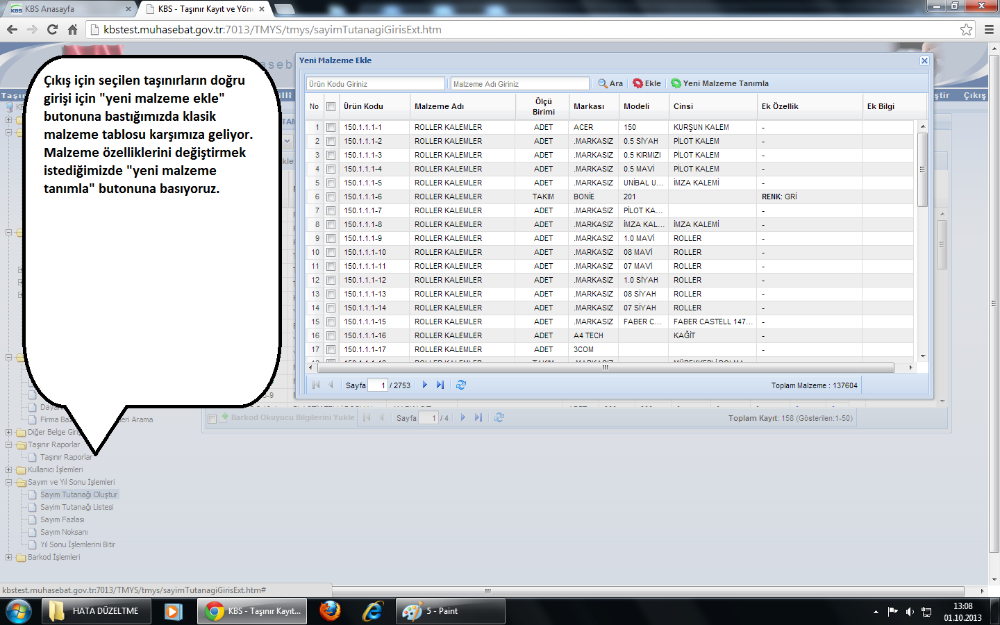 KBS Anasayfa
KBS - Taşınır Kayıt ve Yöne
kbstest.muhasebat.gov.tr:7013/TMYS/tmys/sayimTutanagiGirisExt.htm
Çıkış için seçilen taşınırların doğru
girişi için "yeni malzeme ekle"
butonuna bastığımızda klasik
malzeme tablosu karşımıza geliyor.
Malzeme özelliklerini değiştirmek
istediğimizde "yeni malzeme
tanımla" butonuna basıyoruz.
Yeni Malzeme Ekle
Ürün Kodu Giriniz Malzeme Adı Giriniz Ara Ekle Yeni Malzeme Tanımla
No Ürün Kodu Malzeme Adı Ölçü Birimi Markası Modeli Cinsi Ek Özellik Ek Bilgi
1 150.1.1.1-1 ROLLER KALEMLER ADET ACER 150 KURŞUN KALEM -
2 150.1.1.1-2 ROLLER KALEMLER ADET .MARKASIZ 0.5 SİYAH PİLOT KALEM -
3 150.1.1.1-3 ROLLER KALEMLER ADET .MARKASIZ 0.5 KIRMIZI PİLOT KALEM -
4 150.1.1.1-4 ROLLER KALEMLER ADET .MARKASIZ 0.5 MAVİ PİLOT KALEM -
5 150.1.1.1-5 ROLLER KALEMLER ADET .MARKASIZ UNİBAL U... İMZA KALEMİ -
6 150.1.1.1-6 ROLLER KALEMLER TAKIM BONİE 201 RENK: GRİ
7 150.1.1.1-7 ROLLER KALEMLER ADET .MARKASIZ PİLOT KA... -
8 150.1.1.1-8 ROLLER KALEMLER ADET .MARKASIZ İMZA KAL... İMZA KALEMİ -
9 150.1.1.1-9 ROLLER KALEMLER ADET .MARKASIZ 1.0 MAVİ ROLLER -
10 150.1.1.1-10 ROLLER KALEMLER ADET .MARKASIZ 08 MAVİ ROLLER -
11 150.1.1.1-11 ROLLER KALEMLER ADET .MARKASIZ 07 MAVİ ROLLER -
12 150.1.1.1-12 ROLLER KALEMLER ADET .MARKASIZ 1.0 SİYAH ROLLER -
13 150.1.1.1-13 ROLLER KALEMLER ADET .MARKASIZ 08 SİYAH ROLLER -
14 150.1.1.1-14 ROLLER KALEMLER ADET .MARKASIZ 07 SİYAH ROLLER -
15 150.1.1.1-15 ROLLER KALEMLER ADET .MARKASIZ FABER C... FABER CASTELL 147... -
16 150.1.1.1-16 ROLLER KALEMLER ADET A4 TECH KAĞIT -
17 150.1.1.1-17 ROLLER KALEMLER ADET 3COM -
Sayfa 1 / 2753 Toplam Malzeme : 137604
Barkod Okuyucu Bilgilerini Yukle Sayfa 1 / 4 Toplam Kayıt: 158 (Gösterilen:1-50)
Taşınır Raporlar
Taşınır Raporlar
Kullanıcı İşlemleri
Sayım ve Yıl Sonu İşlemleri
Sayım Tutanağı Oluştur
Sayim Tutanağı Listesi
Sayım Fazlası
Sayım Noksanı
Yıl Sonu İşlemlerini Bitir
Barkod İşlemleri
kbstest.muhasebat.gov.tr:7013/TMYS/tmys/sayimTutanagiGirisExt.htm#
HATA DÜZELTME
KBS - Taşınır Kayıt...
5 - Paint
13:08
01.10.2013